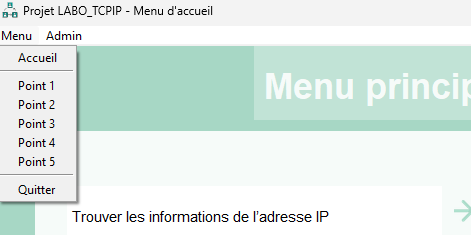 Projet LABO_TCPIP - Menu d'accueil
Menu Admin
Accueil
Point 1
Point 2
Point 3
Point 4
Point 5
Quitter
Menu princip
Trouver les informations de l'adresse IP